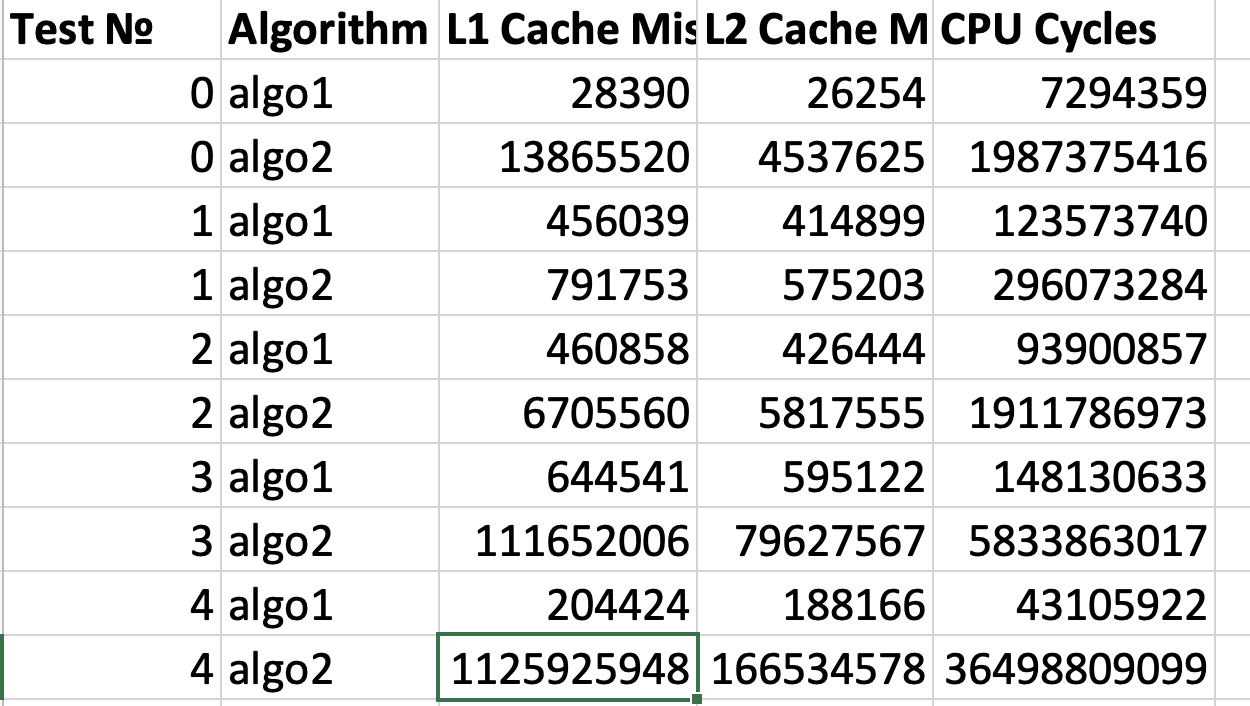 Test № Algorithm L1 Cache Mis L2 Cache M CPU Cycles
0 algo1 28390 26254 7294359
0 algo2 13865520 4537625 1987375416
1 algo1 456039 414899 123573740
1 algo2 791753 575203 296073284
2 algo1 460858 426444 93900857
2 algo2 6705560 5817555 1911786973
3 algo1 644541 595122 148130633
3 algo2 111652006 79627567 5833863017
4 algo1 204424 188166 43105922
4 algo2 1125925948 166534578 36498809099